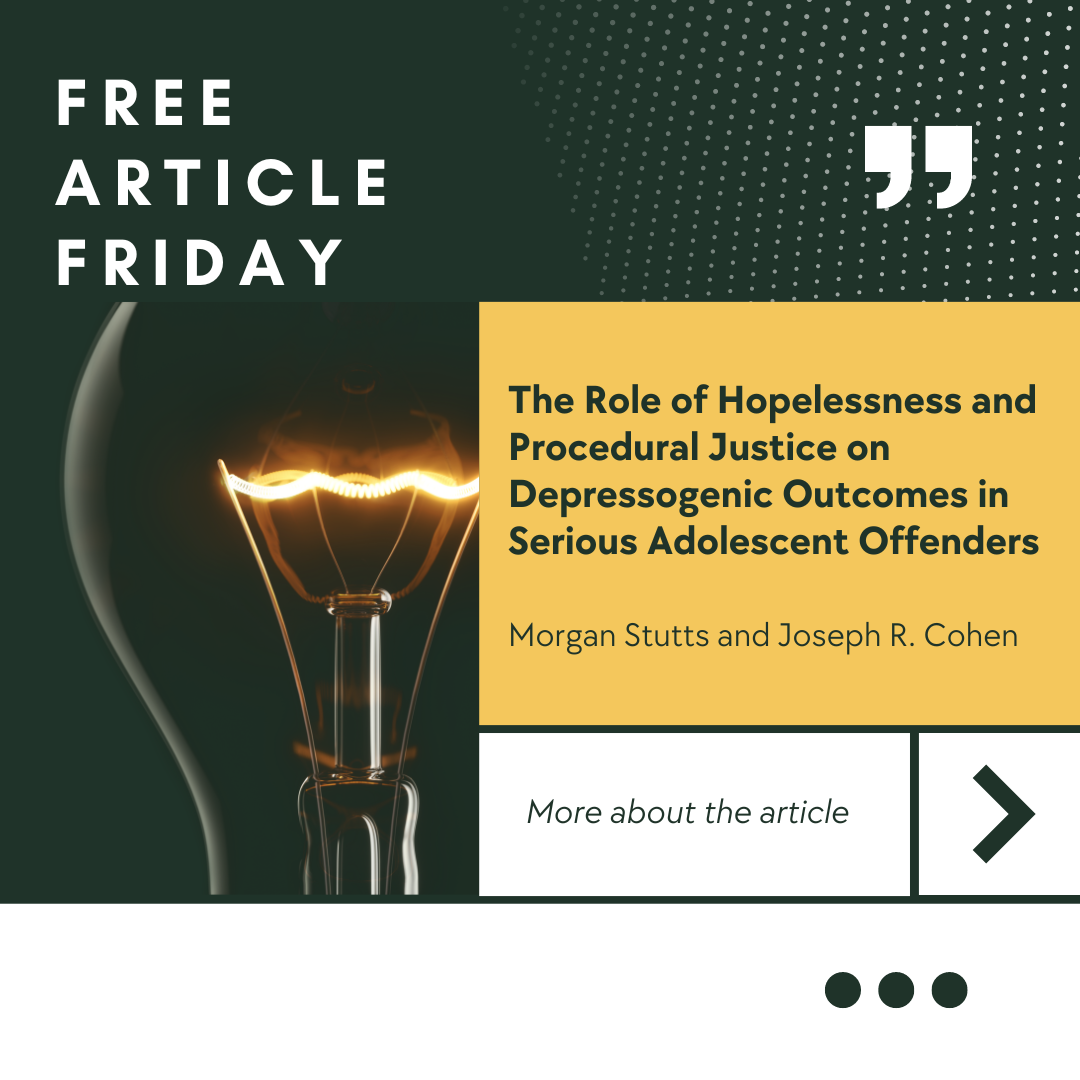 FREE
ARTICLE
FRIDAY
The Role of Hopelessness and
Procedural Justice on
Depressogenic Outcomes in
Serious Adolescent Offenders
Morgan Stutts and Joseph R. Cohen
More about the article